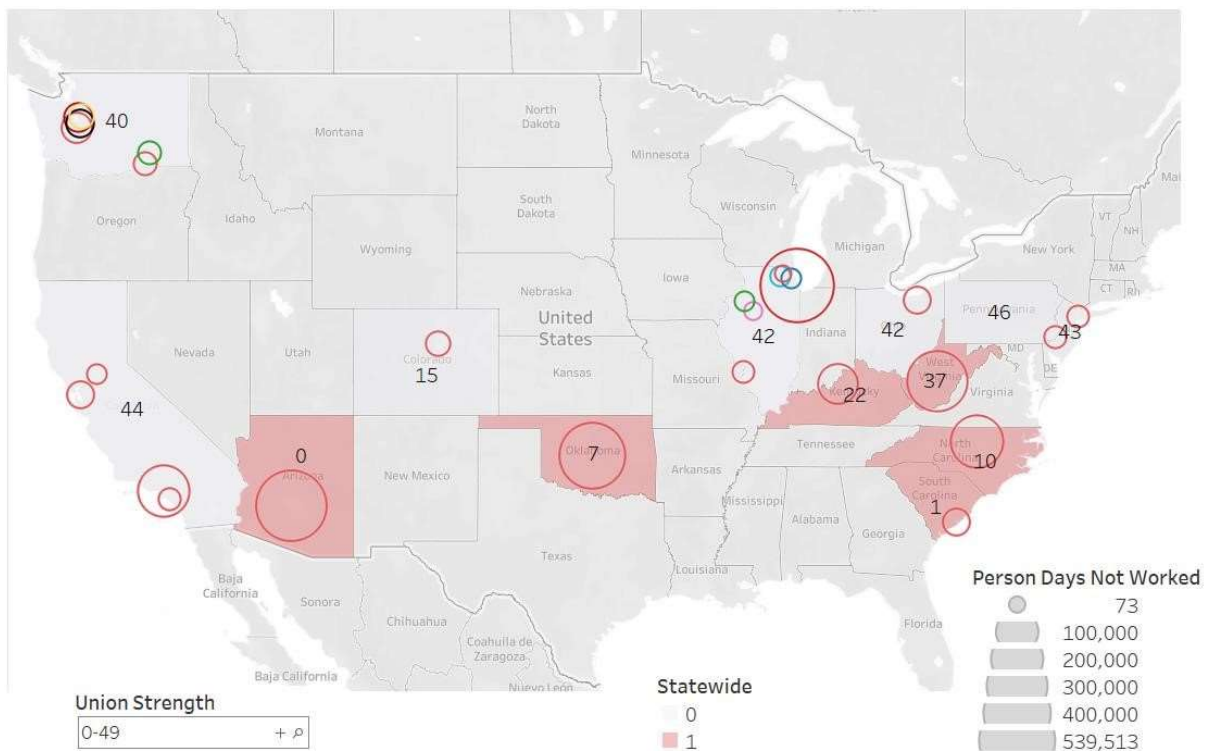 40
Montana
North
Dakota
Minnesota
Oregon
Idaho
South
Dakota
Wisconsin
Michigan
VT
NH
New York
MA
CT
Wyoming
Iowa
Nebraska
United
States
Nevada
Utah
Colorado
15
Kansas
Missouri
42
Indiana
42
46
43
MD
DE
West
37
Virginia
Kentucky
22
44
0
Arizona
New Mexico
Oklahoma
7
Arkansas
Tennessee
North
Carolina
10
South
Carolina
1
Mississippi
Alabama
Georgia
Texas
Louisiana
Florida
Baja
California
Sonora
Chihuahua
Coahuila de
Zaragoza
Baja California
Nuevo León
Person Days Not Worked
73
100,000
200,000
300,000
400,000
539,513
Union Strength
0-49
Statewide
0
1